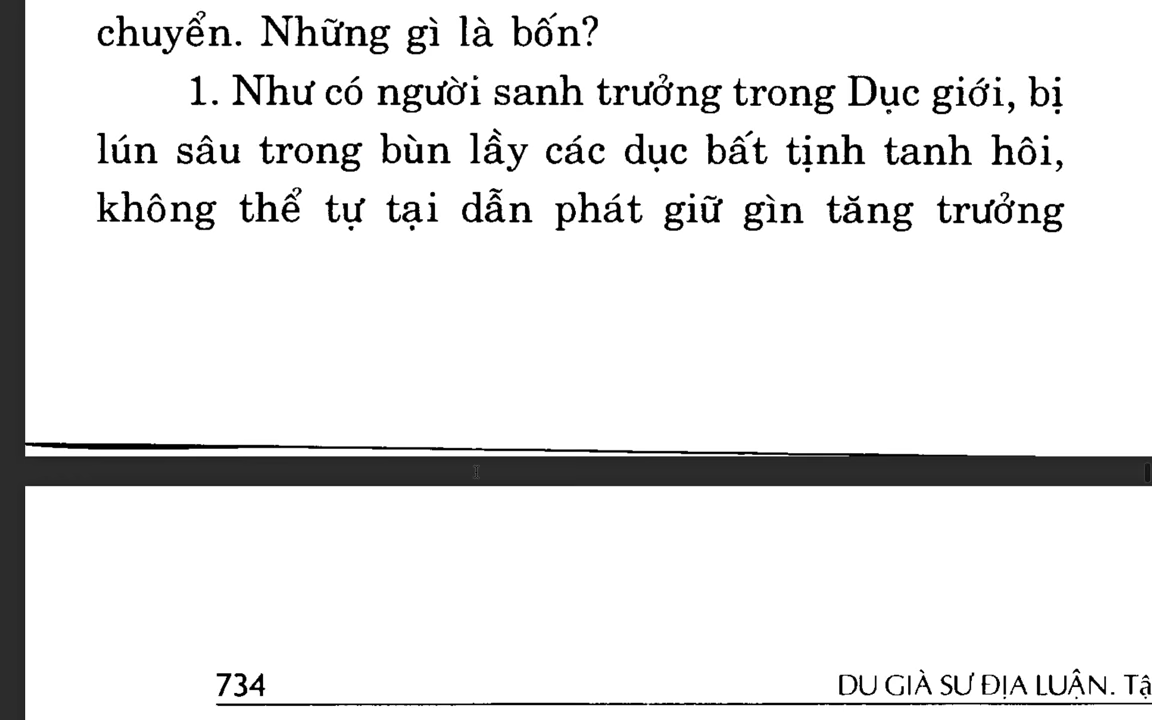 chuyển. Những gì là bốn?
1. Như có người sanh trưởng trong Dục giới, bị
lún sâu trong bùn lầy các dục bất tịnh tanh hôi,
không thể tự tại dẫn phát giữ gìn tăng trưởng
734
DU GIÀ SƯ ĐỊA LUẬN. Tậ